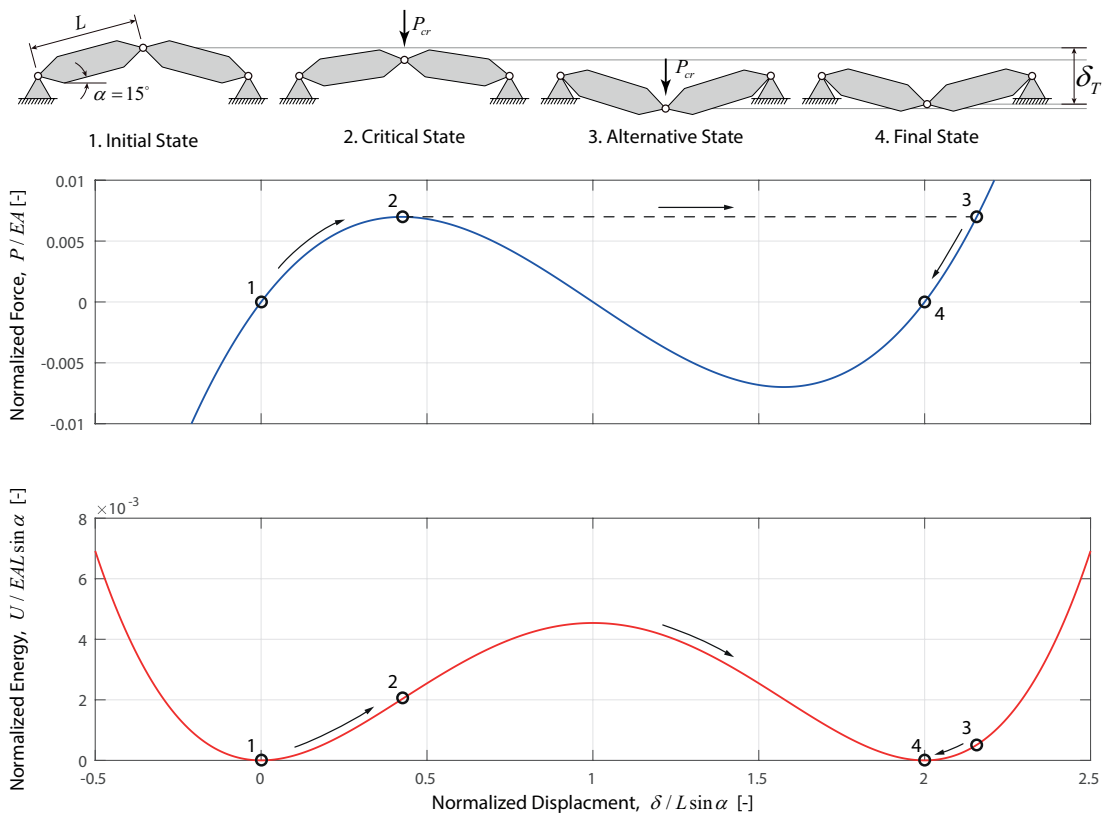 L
α = 15°
P_cr
P_cr
δ_T
1. Initial State
2. Critical State
3. Alternative State
4. Final State
Normalized Force, P / EA [-]
0.01
0.005
0
-0.005
-0.01
1
2
3
4
Normalized Energy, U / EAL sin α [-]
×10⁻³
8
6
4
2
0
1
2
4
3
-0.5
0
0.5
1
1.5
2
2.5
Normalized Displacment, δ / L sin α [-]